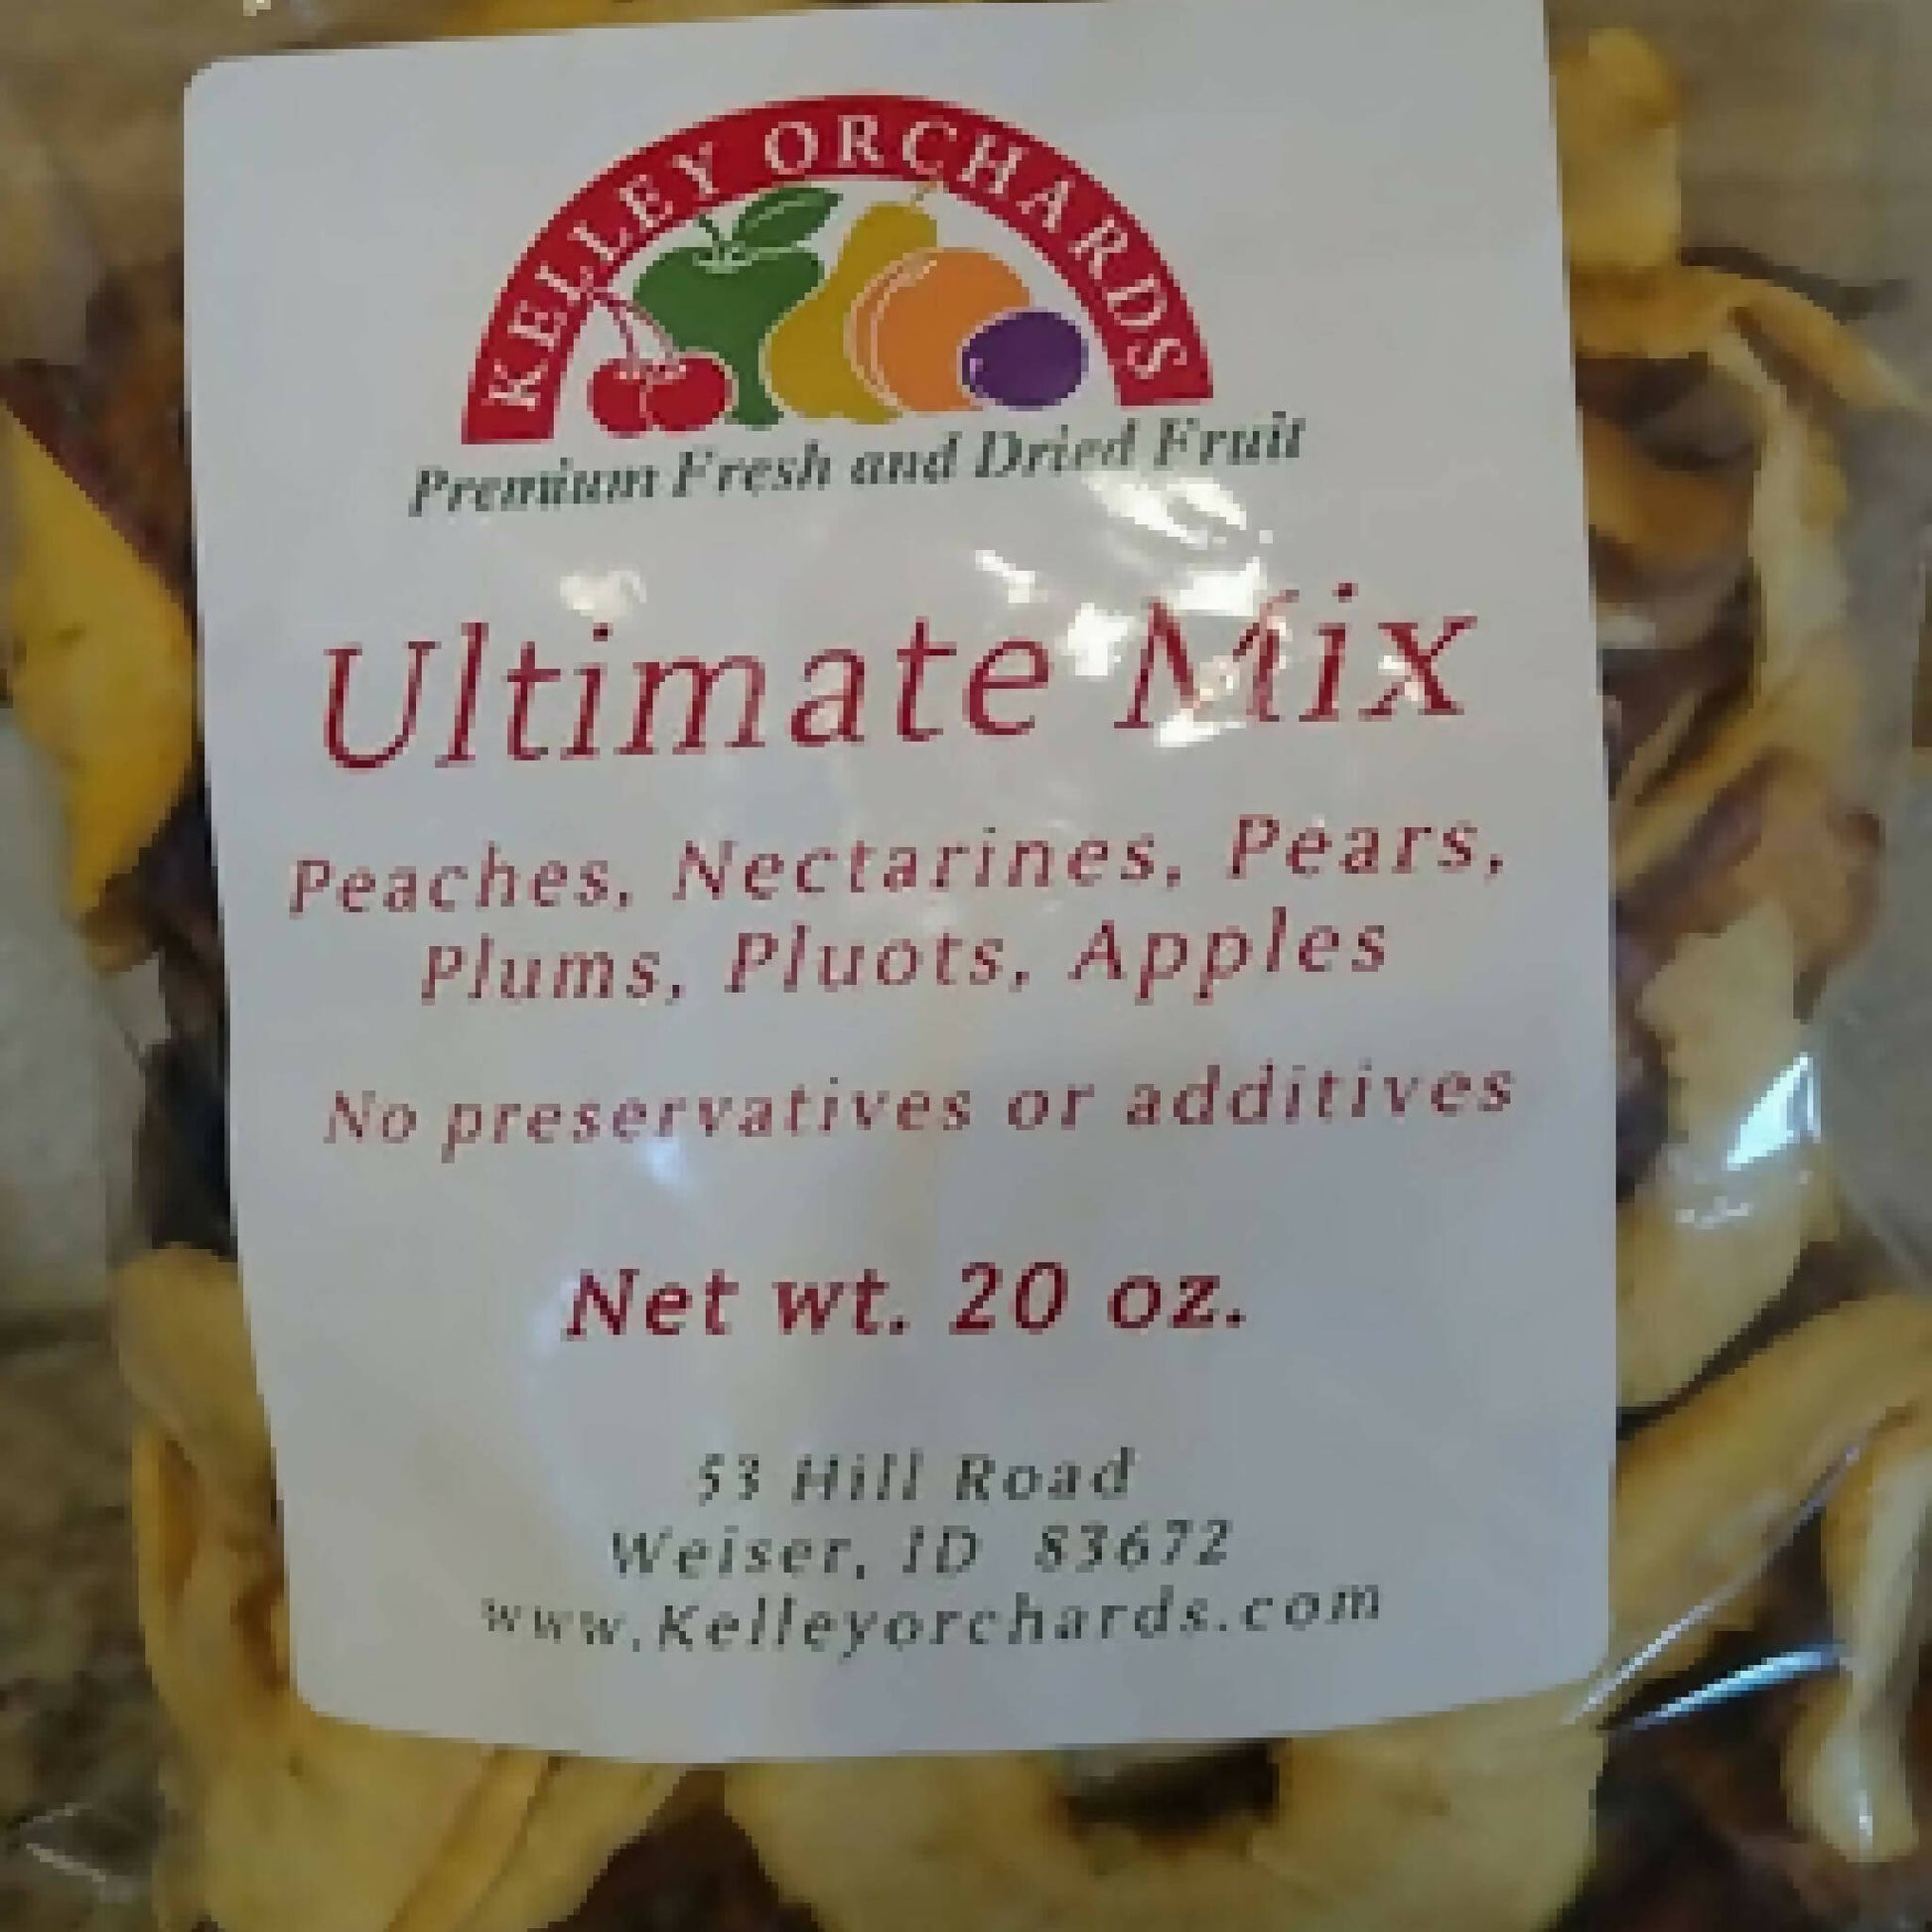 KELLEY ORCHARDS
Premium Fresh and Dried Fruit
Ultimate Mix
Peaches, Nectarines, Pears,
Plums, Pluots, Apples
No preservatives or additives
Net wt. 20 oz.
53 Hill Road
Weiser, ID 83672
www.Kelleyorchards.com